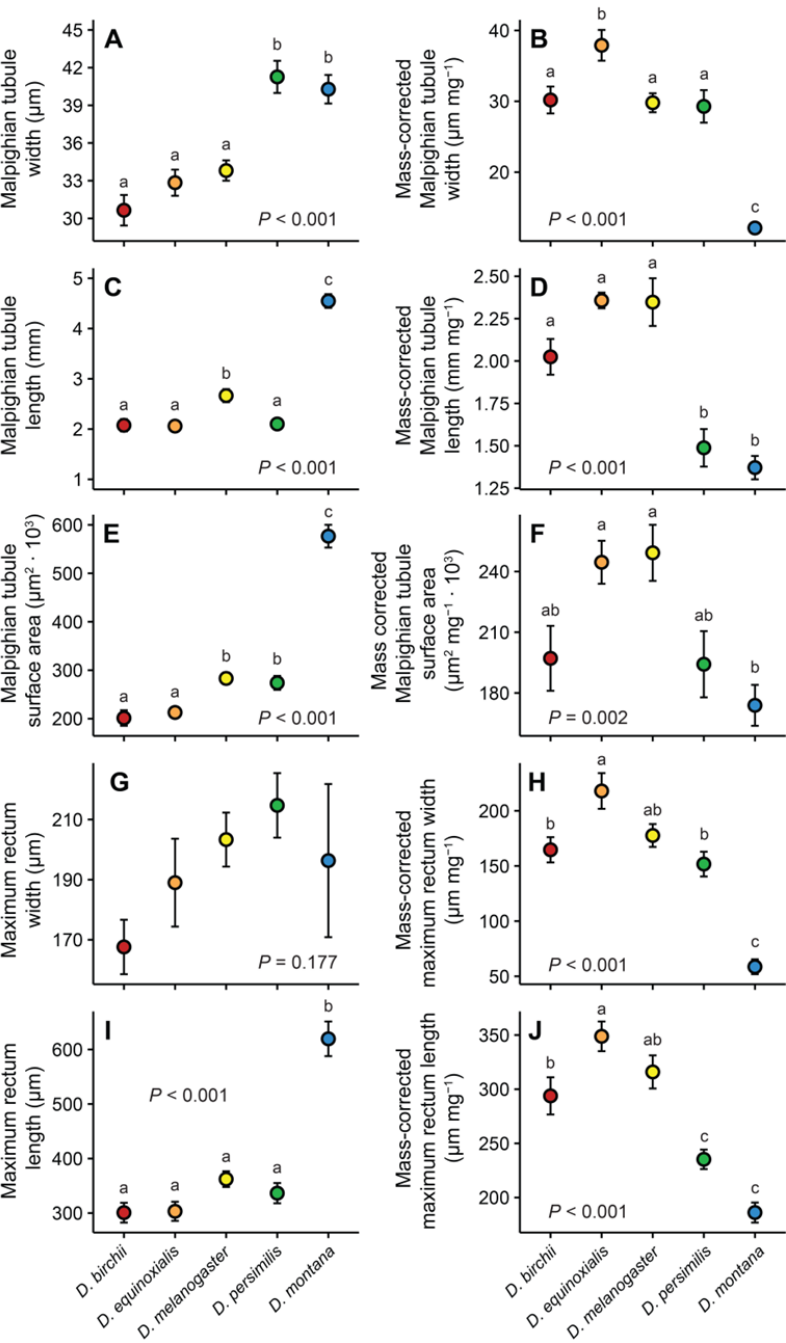 A
Malpighian tubule
width (µm)
45
42
39
36
33
30
a
a
a
b
b
P < 0.001
B
Mass-corrected
Malpighian tubule
width (µm mg⁻¹)
40
30
20
a
b
a
a
c
P < 0.001
C
Malpighian tubule
length (mm)
5
4
3
2
1
a
a
b
a
c
P < 0.001
D
Mass-corrected
Malpighian tubule
length (mm mg⁻¹)
2.50
2.25
2.00
1.75
1.50
1.25
a
a
a
b
b
P < 0.001
E
Malpighian tubule
surface area (µm² · 10³)
600
500
400
300
200
a
a
b
b
c
P < 0.001
F
Mass corrected
Malpighian tubule
surface area
(µm² mg⁻¹ · 10³)
240
210
180
ab
a
a
ab
b
P = 0.002
G
Maximum rectum
width (µm)
210
190
170
P = 0.177
H
Mass-corrected
maximum rectum width
(µm mg⁻¹)
200
150
100
50
b
a
ab
b
c
P < 0.001
I
Maximum rectum
length (µm)
600
500
400
300
a
a
a
a
b
P < 0.001
J
Mass-corrected
maximum rectum length
(µm mg⁻¹)
350
300
250
200
b
a
ab
c
c
P < 0.001
D. birchii
D. equinoxialis
D. melanogaster
D. persimilis
D. montana
D. birchii
D. equinoxialis
D. melanogaster
D. persimilis
D. montana